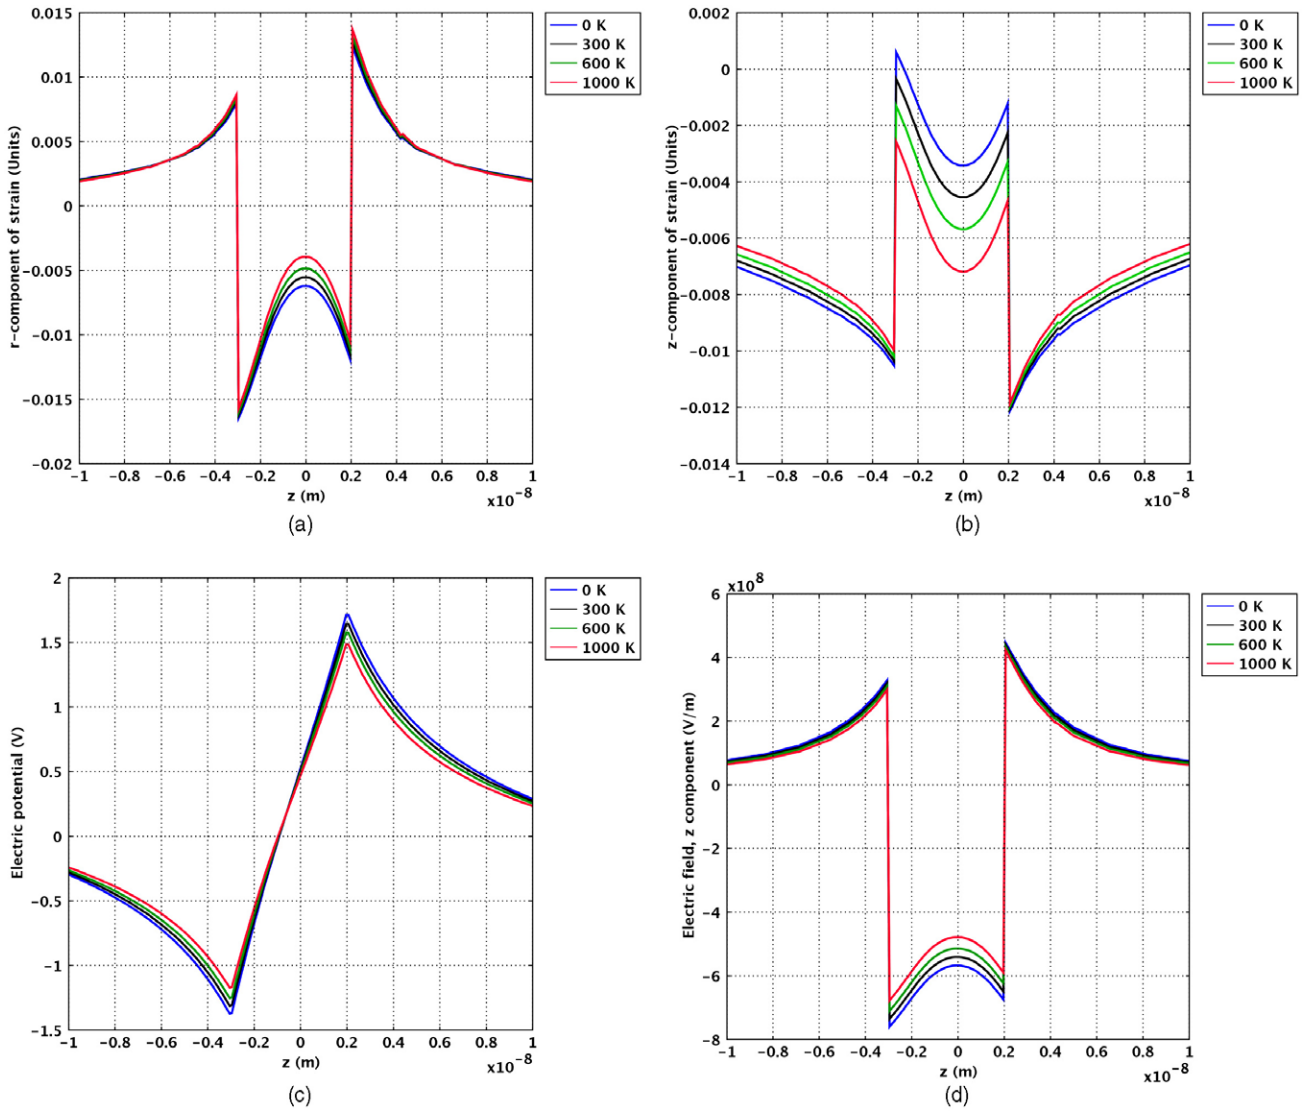 0.015
0.01
0.005
0
−0.005
−0.01
−0.015
−0.02
r-component of strain (Units)
−1 −0.8 −0.6 −0.4 −0.2 0 0.2 0.4 0.6 0.8 1
z (m)
x10⁻⁸
0 K
300 K
600 K
1000 K
(a)
0.002
0
−0.002
−0.004
−0.006
−0.008
−0.01
−0.012
−0.014
z-component of strain (Units)
−1 −0.8 −0.6 −0.4 −0.2 0 0.2 0.4 0.6 0.8 1
z (m)
x10⁻⁸
0 K
300 K
600 K
1000 K
(b)
2
1.5
1
0.5
0
−0.5
−1
−1.5
Electric potential (V)
−1 −0.8 −0.6 −0.4 −0.2 0 0.2 0.4 0.6 0.8 1
z (m)
x10⁻⁸
0 K
300 K
600 K
1000 K
(c)
x10⁸
6
4
2
0
−2
−4
−6
−8
Electric field, z component (V/m)
−1 −0.8 −0.6 −0.4 −0.2 0 0.2 0.4 0.6 0.8 1
z (m)
x10⁻⁸
0 K
300 K
600 K
1000 K
(d)